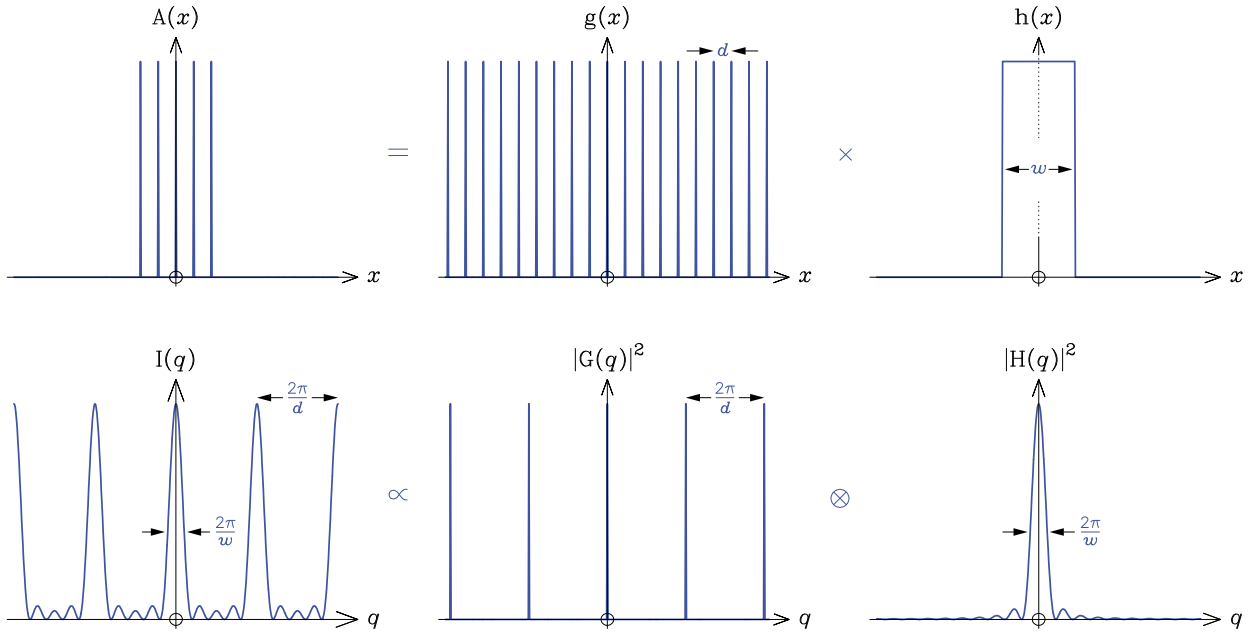 A(x) g(x) h(x)
d
= × w
x x x
I(q) |G(q)|² |H(q)|²
2π/d 2π/d
∝ ⊗
2π/w 2π/w
q q q